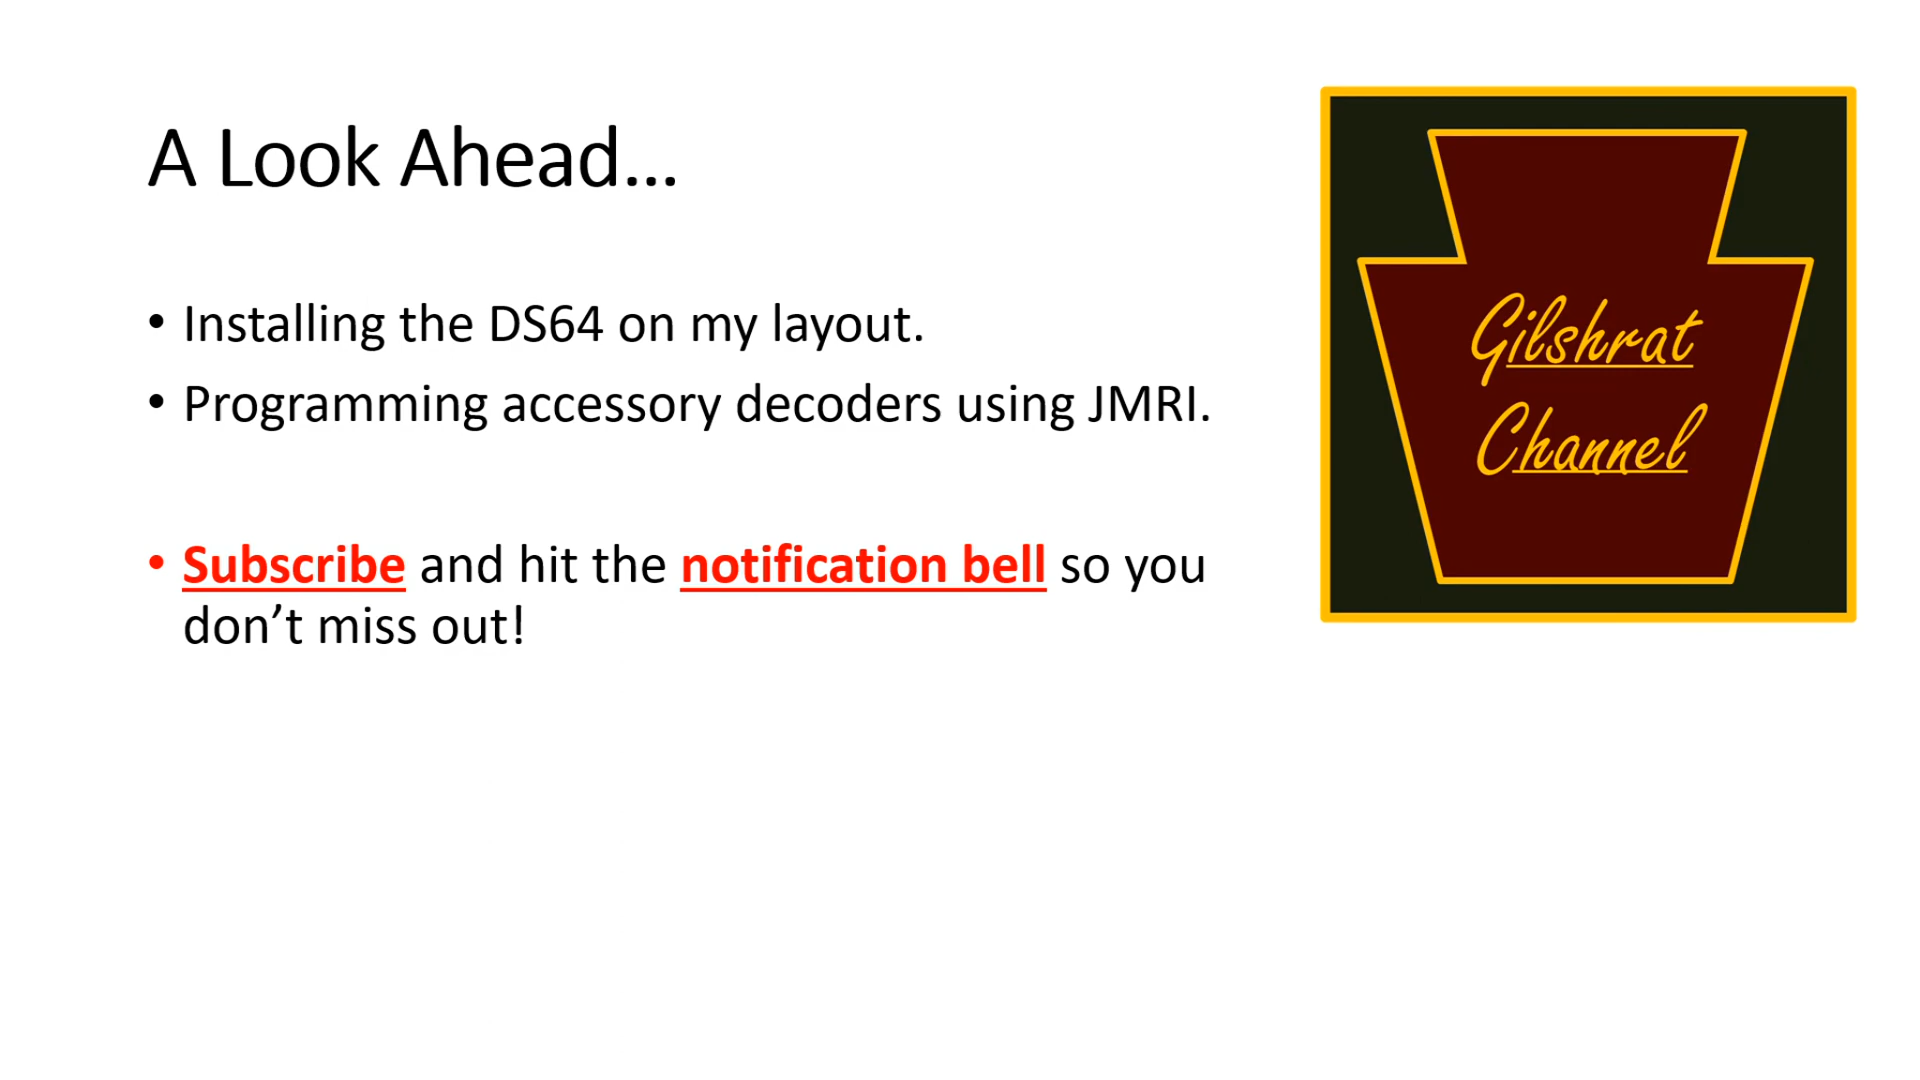 A Look Ahead...
• Installing the DS64 on my layout.
• Programming accessory decoders using JMRI.
• Subscribe and hit the notification bell so you
don’t miss out!
Gilshrat
Channel